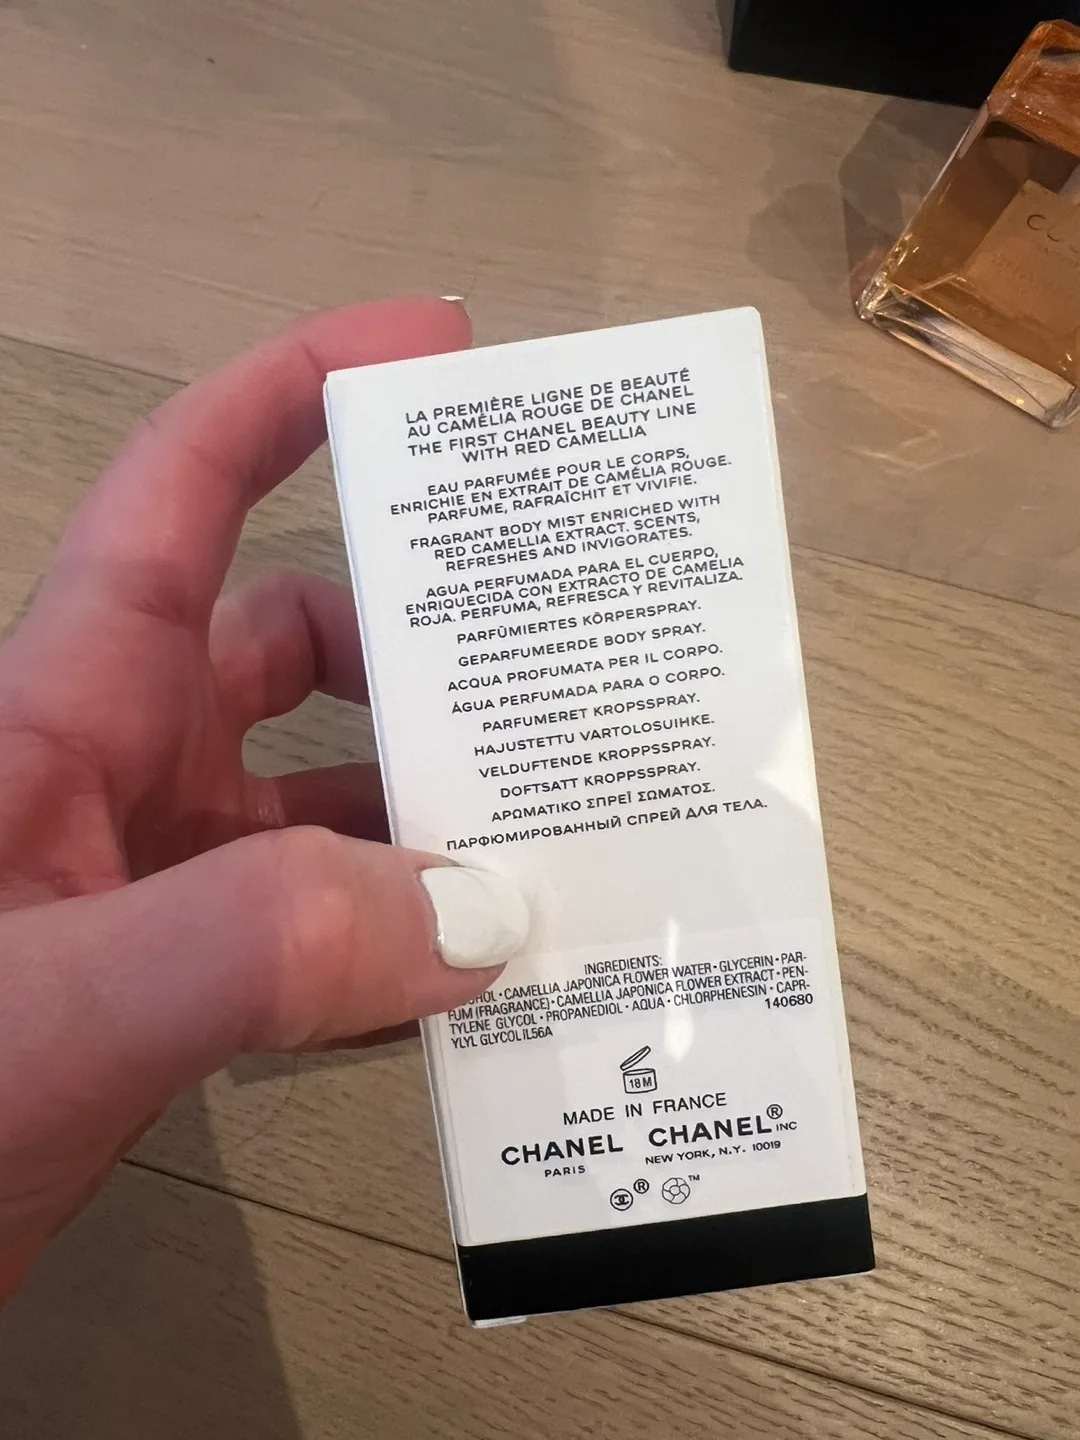 LA PREMIÈRE LIGNE DE BEAUTÉ
AU CAMÉLIA ROUGE DE CHANEL
THE FIRST CHANEL BEAUTY LINE
WITH RED CAMELLIA
EAU PARFUMÉE POUR LE CORPS,
ENRICHIE EN EXTRAIT DE CAMÉLIA ROUGE.
PARFUME, RAFRAÎCHIT ET VIVIFIE.
FRAGRANT BODY MIST ENRICHED WITH
RED CAMELLIA EXTRACT. SCENTS,
REFRESHES AND INVIGORATES.
AGUA PERFUMADA PARA EL CUERPO,
ENRIQUECIDA CON EXTRACTO DE CAMELIA
ROJA. PERFUMA, REFRESCA Y REVITALIZA.
PARFÜMIERTES KÖRPERSPRAY.
GEPARFUMEERDE BODY SPRAY.
ACQUA PROFUMATA PER IL CORPO.
ÁGUA PERFUMADA PARA O CORPO.
PARFUMERET KROPSSPRAY.
HAJUSTETTU VARTOLOSUIHKE.
VELDUFTENDE KROPPSSPRAY.
DOFTSATT KROPPSSPRAY.
ΑΡΩΜΑΤΙΚΟ ΣΠΡΕΪ ΣΩΜΑΤΟΣ.
ПАРФЮМИРОВАННЫЙ СПРЕЙ ДЛЯ ТЕЛА.
INGREDIENTS:
• CAMELLIA JAPONICA FLOWER WATER • GLYCERIN • PAR-
FUM (FRAGRANCE) • CAMELLIA JAPONICA FLOWER EXTRACT • PEN-
TYLENE GLYCOL • PROPANEDIOL • AQUA • CHLORPHENESIN • CAPR-
YLYL GLYCOL IL56A 140680
18 M
MADE IN FRANCE
CHANEL CHANEL® INC
PARIS NEW YORK, N.Y. 10019
® ™